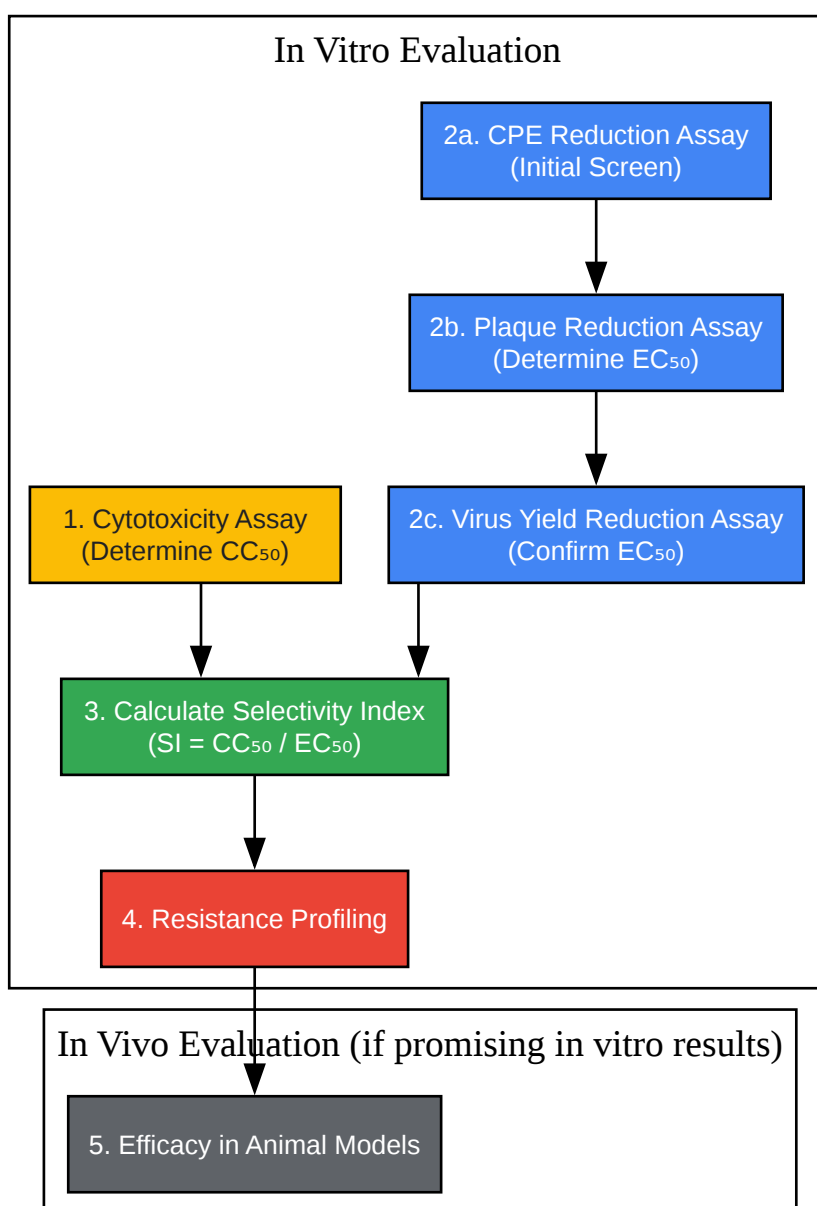 In Vitro Evaluation
2a. CPE Reduction Assay
(Initial Screen)
2b. Plaque Reduction Assay
(Determine EC₅₀)
1. Cytotoxicity Assay
(Determine CC₅₀)
2c. Virus Yield Reduction Assay
(Confirm EC₅₀)
3. Calculate Selectivity Index
(SI = CC₅₀ / EC₅₀)
4. Resistance Profiling
In Vivo Evaluation (if promising in vitro results)
5. Efficacy in Animal Models